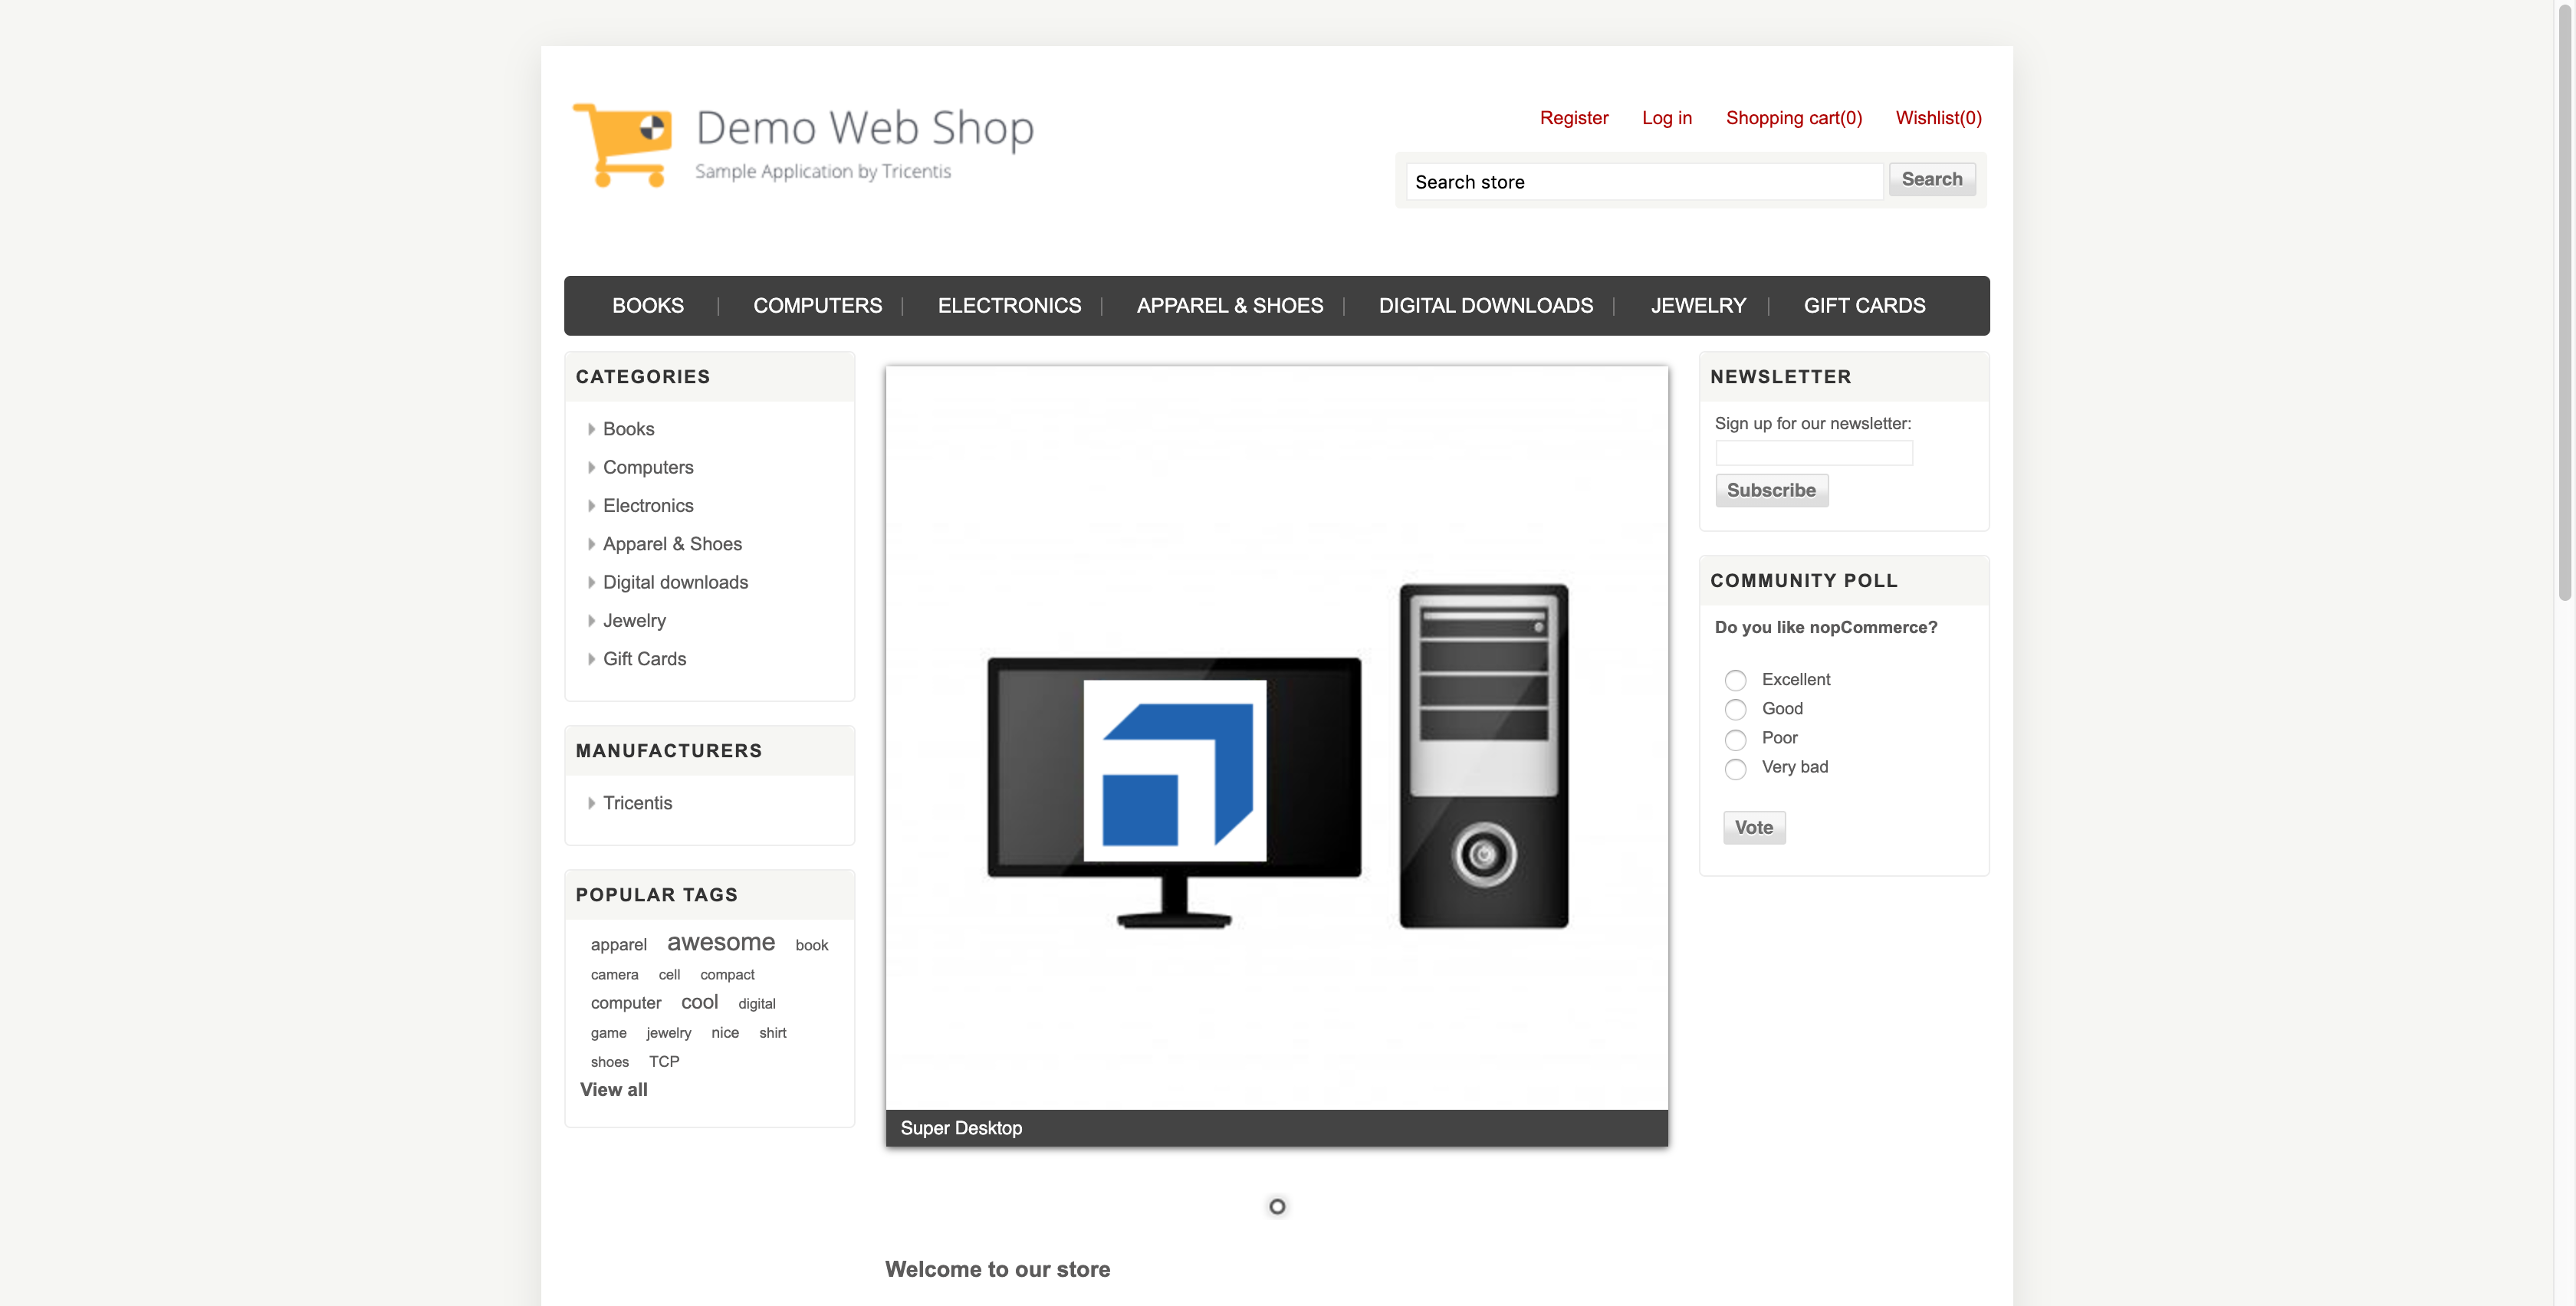 Demo Web Shop
Sample Application by Tricentis
Register Log in Shopping cart(0) Wishlist(0)
Search store Search
BOOKS COMPUTERS ELECTRONICS APPAREL & SHOES DIGITAL DOWNLOADS JEWELRY GIFT CARDS
CATEGORIES
Books
Computers
Electronics
Apparel & Shoes
Digital downloads
Jewelry
Gift Cards
MANUFACTURERS
Tricentis
POPULAR TAGS
apparel awesome book
camera cell compact
computer cool digital
game jewelry nice shirt
shoes TCP
View all
Super Desktop
Welcome to our store
NEWSLETTER
Sign up for our newsletter:
Subscribe
COMMUNITY POLL
Do you like nopCommerce?
Excellent
Good
Poor
Very bad
Vote